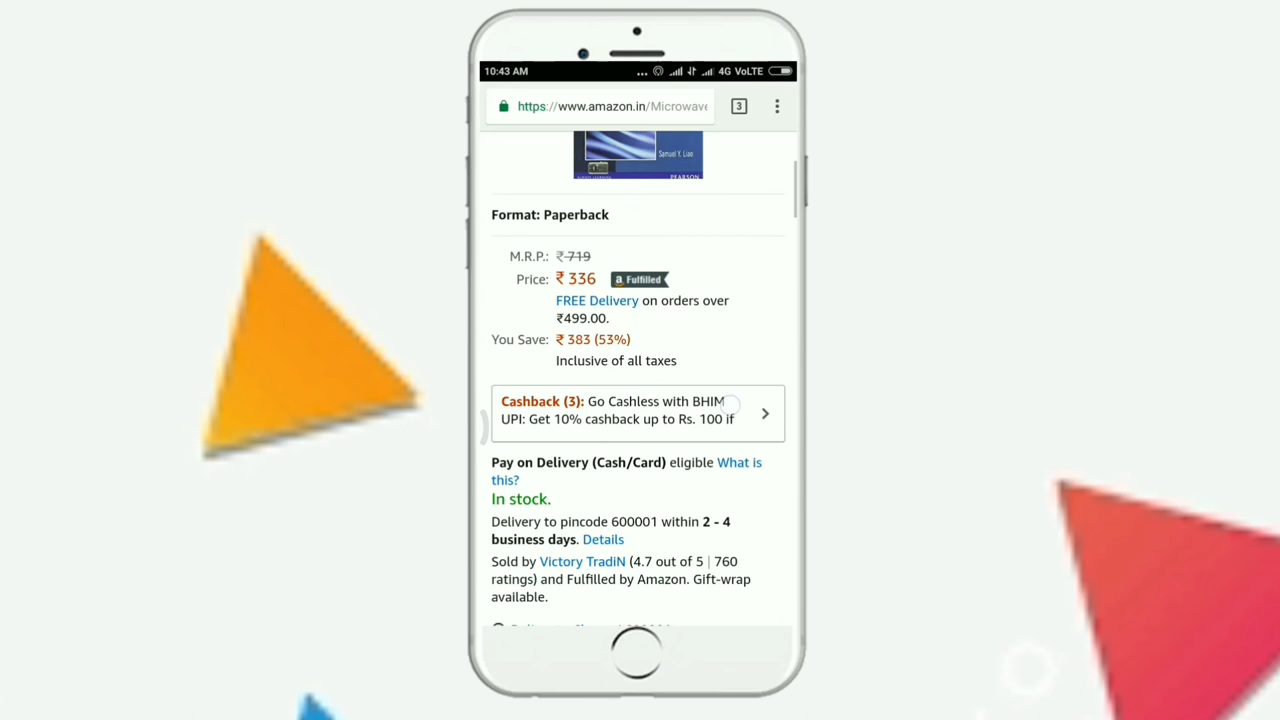 10:43 AM
... 4G VoLTE
https://www.amazon.in/Microwave
3
Samuel Y. Liao
ALWAYS LEARNING
PEARSON
Format: Paperback
M.R.P.: ₹ 719
Price: ₹ 336 a Fulfilled
FREE Delivery on orders over
₹499.00.
You Save: ₹ 383 (53%)
Inclusive of all taxes
Cashback (3): Go Cashless with BHIM
UPI: Get 10% cashback up to Rs. 100 if
Pay on Delivery (Cash/Card) eligible What is
this?
In stock.
Delivery to pincode 600001 within 2 - 4
business days. Details
Sold by Victory TradiN (4.7 out of 5 | 760
ratings) and Fulfilled by Amazon. Gift-wrap
available.